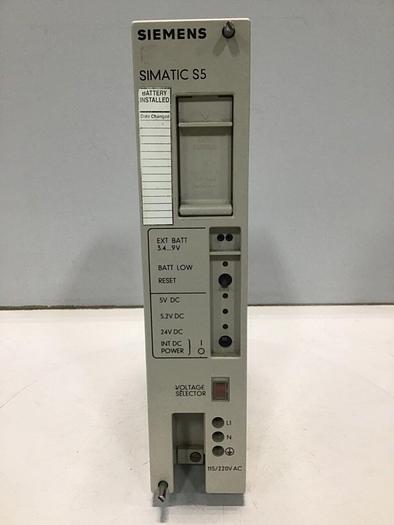 SIEMENS
SIMATIC S5
BATTERY
INSTALLED
Date Changed
EXT BATT
3.4...9V
BATT LOW
RESET
5V DC
5.2V DC
24V DC
INT DC I
POWER O
VOLTAGE
SELECTOR
L1
N
115/220V AC